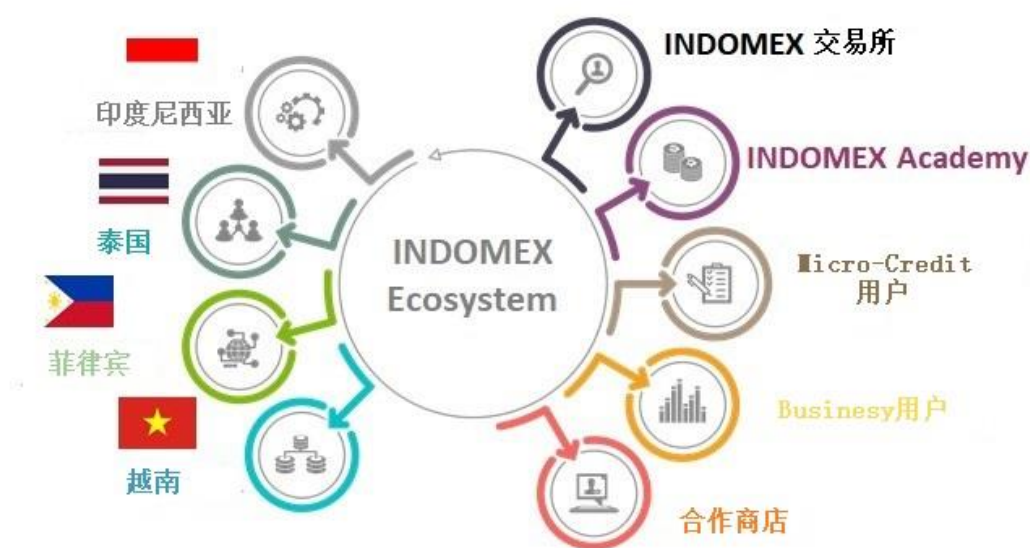 INDOMEX 交易所
印度尼西亚
INDOMEX Academy
泰国
INDOMEX
Ecosystem
Micro-Credit
用户
菲律宾
Businesy用户
越南
合作商店